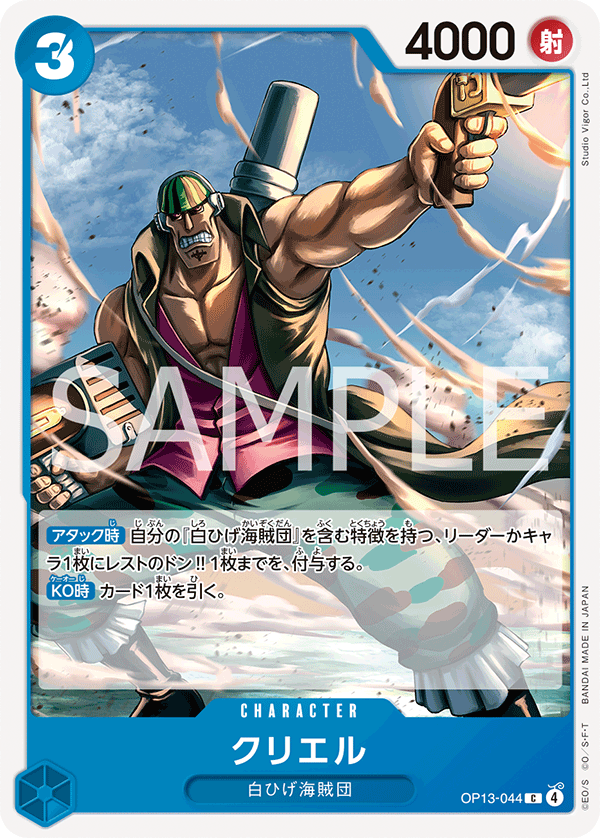 3
4000
射
Studio Vigor Co.,Ltd
SAMPLE
アタック時 自分の『白ひげ海賊団』を含む特徴を持つ、リーダーかキャ
ラ1枚にレストのドン!!1枚までを、付与する。
KO時 カード1枚を引く。
CHARACTER
クリエル
白ひげ海賊団
OP13-044 C 4
©E.O/S ©O/S・F・T BANDAI MADE IN JAPAN